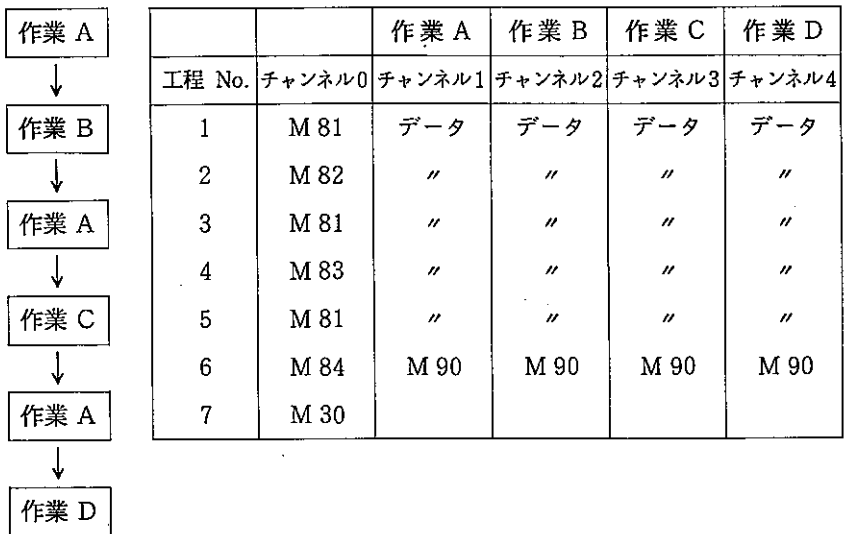 作業 A
作業 B
作業 A
作業 C
作業 A
作業 D
作業 A 作業 B 作業 C 作業 D
工程 No. チャンネル0 チャンネル1 チャンネル2 チャンネル3 チャンネル4
1 M 81 データ データ データ データ
2 M 82 〃 〃 〃 〃
3 M 81 〃 〃 〃 〃
4 M 83 〃 〃 〃 〃
5 M 81 〃 〃 〃 〃
6 M 84 M 90 M 90 M 90 M 90
7 M 30